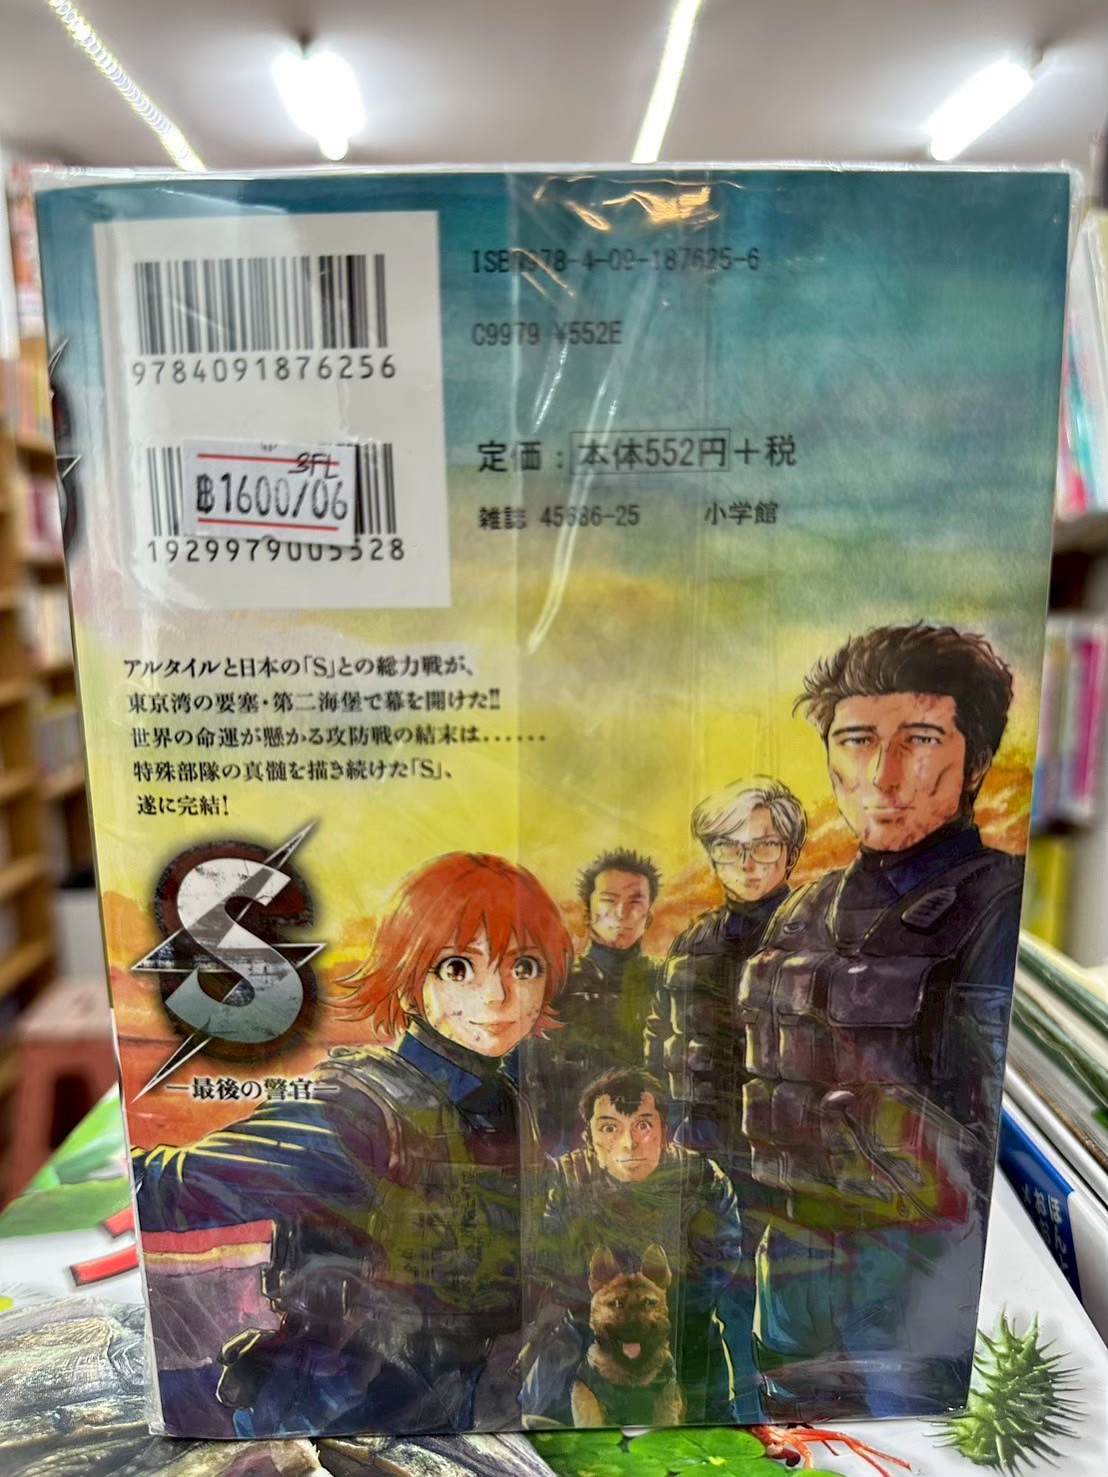 ISBN978-4-09-187625-6
9784091876256
C9979 ¥552E
定価：本体552円＋税
3FL
฿1600/06
雑誌 45686-25 小学館
1929979005528
アルタイルと日本の「S」との総力戦が、
東京湾の要塞・第二海堡で幕を開けた!!
世界の命運が懸かる攻防戦の結末は……
特殊部隊の真髄を描き続けた「S」、
遂に完結!
S
―最後の警官―